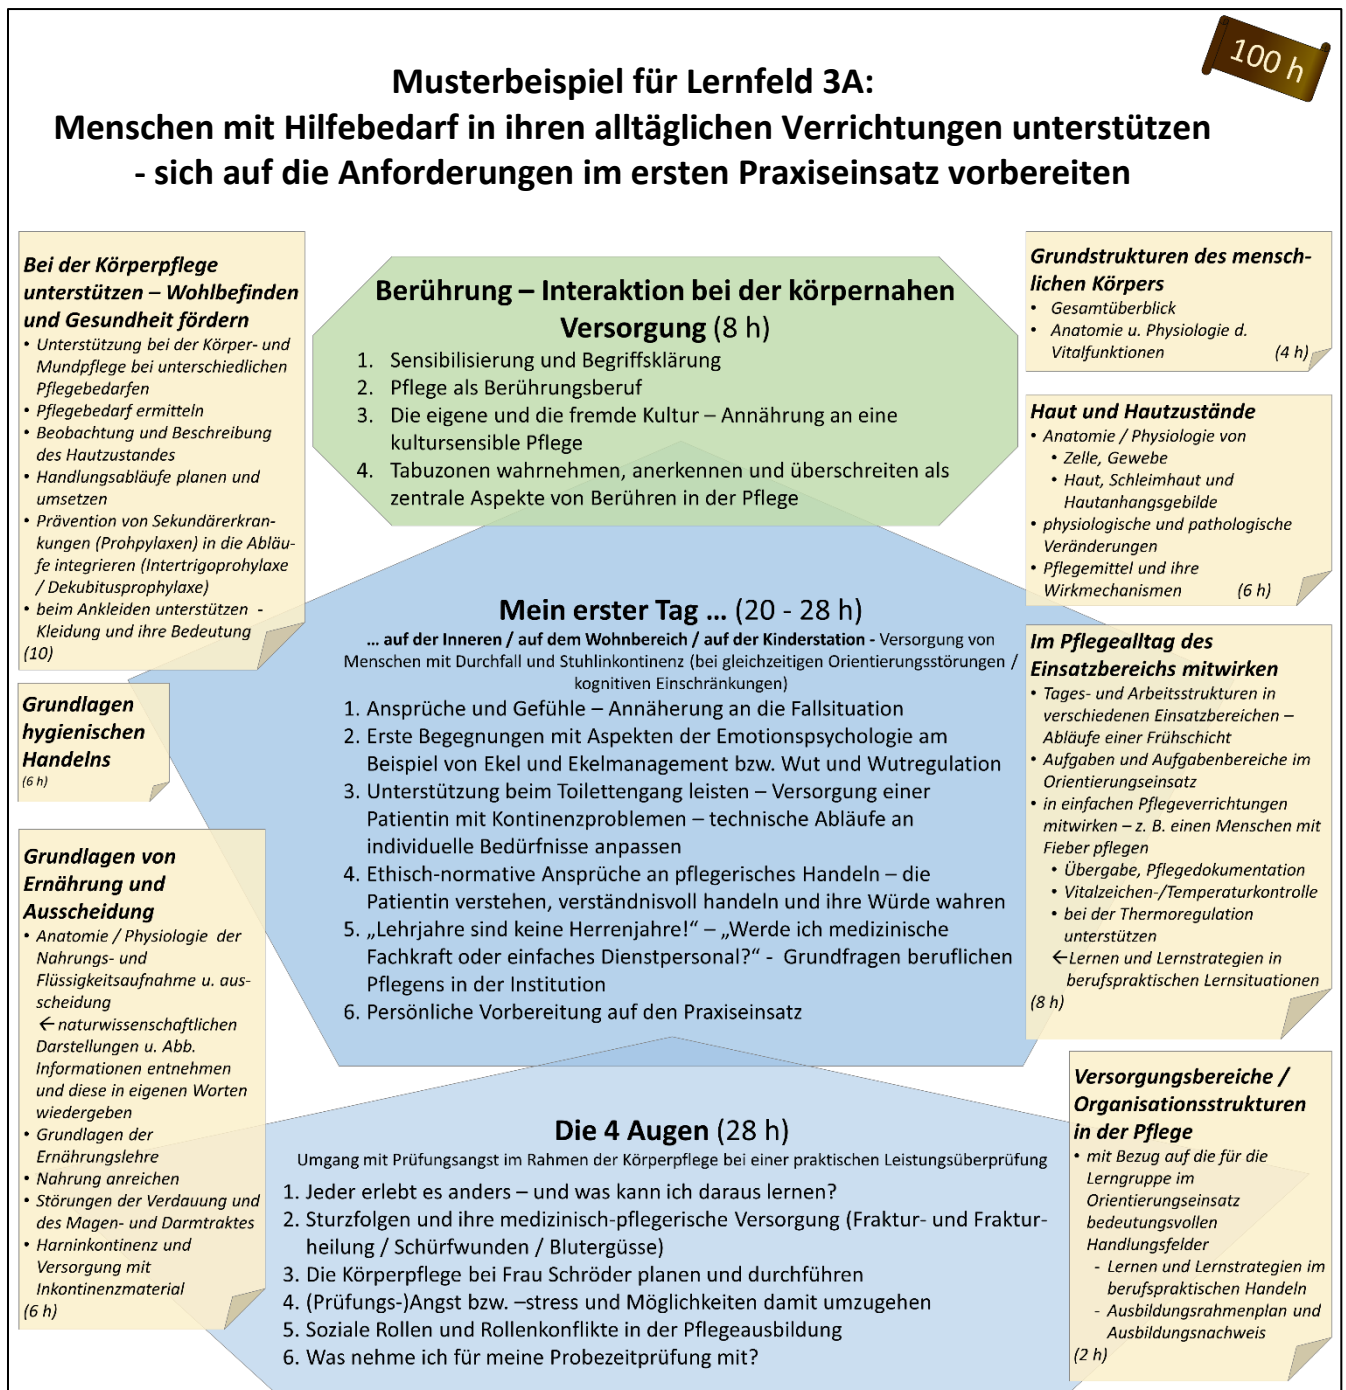 100 h
Musterbeispiel für Lernfeld 3A:
Menschen mit Hilfebedarf in ihren alltäglichen Verrichtungen unterstützen
- sich auf die Anforderungen im ersten Praxiseinsatz vorbereiten
Bei der Körperpflege
unterstützen – Wohlbefinden
und Gesundheit fördern
• Unterstützung bei der Körper- und
Mundpflege bei unterschiedlichen
Pflegebedarfen
• Pflegebedarf ermitteln
• Beobachtung und Beschreibung
des Hautzustandes
• Handlungsabläufe planen und
umsetzen
• Prävention von Sekundärerkran-
kungen (Prohpylaxen) in die Abläu-
fe integrieren (Intertrigoprohylaxe
/ Dekubitusprophylaxe)
• beim Ankleiden unterstützen -
Kleidung und ihre Bedeutung
(10)
Grundlagen
hygienischen
Handelns
(6 h)
Grundlagen von
Ernährung und
Ausscheidung
• Anatomie / Physiologie der
Nahrungs- und
Flüssigkeitsaufnahme u. aus-
scheidung
← naturwissenschaftlichen
Darstellungen u. Abb.
Informationen entnehmen
und diese in eigenen Worten
wiedergeben
• Grundlagen der
Ernährungslehre
• Nahrung anreichen
• Störungen der Verdauung und
des Magen- und Darmtraktes
• Harninkontinenz und
Versorgung mit
Inkontinenzmaterial
(6 h)
Berührung – Interaktion bei der körpernahen
Versorgung (8 h)
1. Sensibilisierung und Begriffsklärung
2. Pflege als Berührungsberuf
3. Die eigene und die fremde Kultur – Annährung an eine
kultursensible Pflege
4. Tabuzonen wahrnehmen, anerkennen und überschreiten als
zentrale Aspekte von Berühren in der Pflege
Mein erster Tag … (20 - 28 h)
… auf der Inneren / auf dem Wohnbereich / auf der Kinderstation - Versorgung von
Menschen mit Durchfall und Stuhlinkontinenz (bei gleichzeitigen Orientierungsstörungen /
kognitiven Einschränkungen)
1. Ansprüche und Gefühle – Annäherung an die Fallsituation
2. Erste Begegnungen mit Aspekten der Emotionspsychologie am
Beispiel von Ekel und Ekelmanagement bzw. Wut und Wutregulation
3. Unterstützung beim Toilettengang leisten – Versorgung einer
Patientin mit Kontinenzproblemen – technische Abläufe an
individuelle Bedürfnisse anpassen
4. Ethisch-normative Ansprüche an pflegerisches Handeln – die
Patientin verstehen, verständnisvoll handeln und ihre Würde wahren
5. „Lehrjahre sind keine Herrenjahre!“ – „Werde ich medizinische
Fachkraft oder einfaches Dienstpersonal?“ - Grundfragen beruflichen
Pflegens in der Institution
6. Persönliche Vorbereitung auf den Praxiseinsatz
Die 4 Augen (28 h)
Umgang mit Prüfungsangst im Rahmen der Körperpflege bei einer praktischen Leistungsüberprüfung
1. Jeder erlebt es anders – und was kann ich daraus lernen?
2. Sturzfolgen und ihre medizinisch-pflegerische Versorgung (Fraktur- und Fraktur-
heilung / Schürfwunden / Blutergüsse)
3. Die Körperpflege bei Frau Schröder planen und durchführen
4. (Prüfungs-)Angst bzw. –stress und Möglichkeiten damit umzugehen
5. Soziale Rollen und Rollenkonflikte in der Pflegeausbildung
6. Was nehme ich für meine Probezeitprüfung mit?
Grundstrukturen des mensch-
lichen Körpers
• Gesamtüberblick
• Anatomie u. Physiologie d.
Vitalfunktionen (4 h)
Haut und Hautzustände
• Anatomie / Physiologie von
• Zelle, Gewebe
• Haut, Schleimhaut und
Hautanhangsgebilde
• physiologische und pathologische
Veränderungen
• Pflegemittel und ihre
Wirkmechanismen (6 h)
Im Pflegealltag des
Einsatzbereichs mitwirken
• Tages- und Arbeitsstrukturen in
verschiedenen Einsatzbereichen –
Abläufe einer Frühschicht
• Aufgaben und Aufgabenbereiche im
Orientierungseinsatz
• in einfachen Pflegeverrichtungen
mitwirken – z. B. einen Menschen mit
Fieber pflegen
• Übergabe, Pflegedokumentation
• Vitalzeichen-/Temperaturkontrolle
• bei der Thermoregulation
unterstützen
←Lernen und Lernstrategien in
berufspraktischen Lernsituationen
(8 h)
Versorgungsbereiche /
Organisationsstrukturen
in der Pflege
• mit Bezug auf die für die
Lerngruppe im
Orientierungseinsatz
bedeutungsvollen
Handlungsfelder
- Lernen und Lernstrategien im
berufspraktischen Handeln
- Ausbildungsrahmenplan und
Ausbildungsnachweis
(2 h)